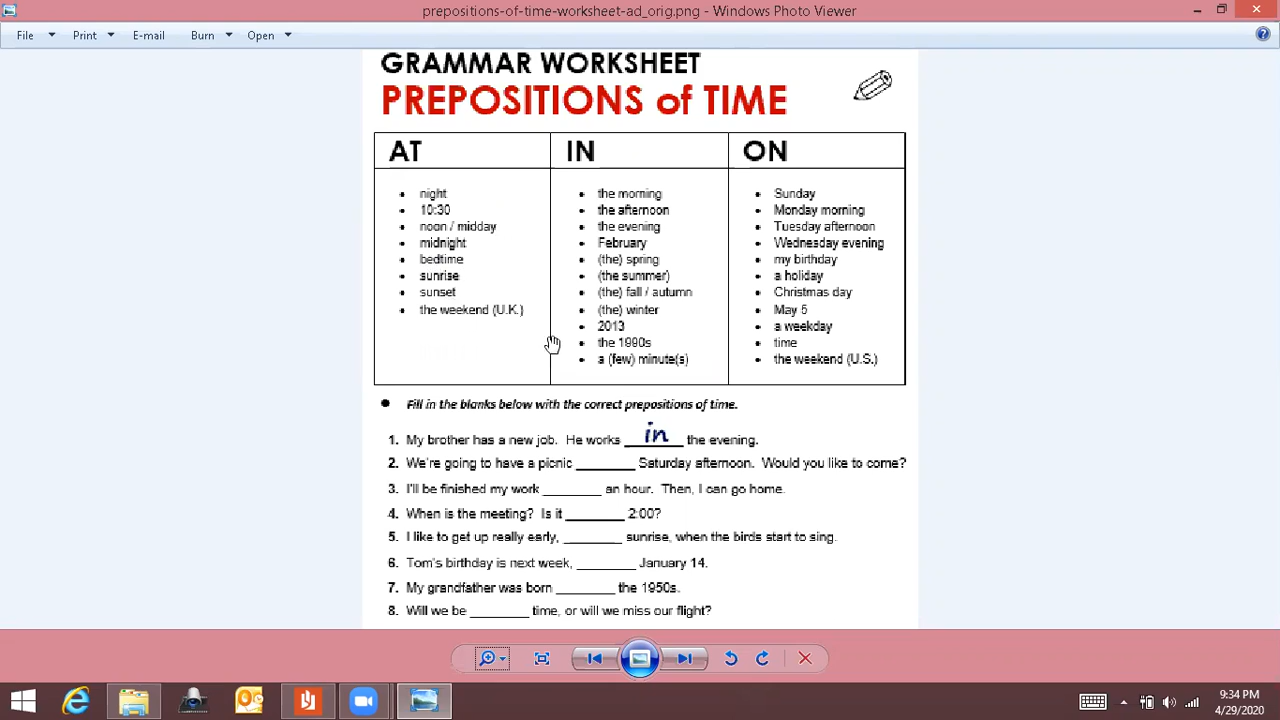 prepositions-of-time-worksheet-ad_orig.png - Windows Photo Viewer
File Print E-mail Burn Open
GRAMMAR WORKSHEET
PREPOSITIONS of TIME
AT
• night
• 10:30
• noon / midday
• midnight
• bedtime
• sunrise
• sunset
• the weekend (U.K.)
IN
• the morning
• the afternoon
• the evening
• February
• (the) spring
• (the summer)
• (the) fall / autumn
• (the) winter
• 2013
• the 1990s
• a (few) minute(s)
ON
• Sunday
• Monday morning
• Tuesday afternoon
• Wednesday evening
• my birthday
• a holiday
• Christmas day
• May 5
• a weekday
• time
• the weekend (U.S.)
• Fill in the blanks below with the correct prepositions of time.
1. My brother has a new job. He works in the evening.
2. We're going to have a picnic ________ Saturday afternoon. Would you like to come?
3. I'll be finished my work ________ an hour. Then, I can go home.
4. When is the meeting? Is it ________ 2:00?
5. I like to get up really early, ________ sunrise, when the birds start to sing.
6. Tom's birthday is next week, ________ January 14.
7. My grandfather was born ________ the 1950s.
8. Will we be ________ time, or will we miss our flight?
9:34 PM
4/29/2020